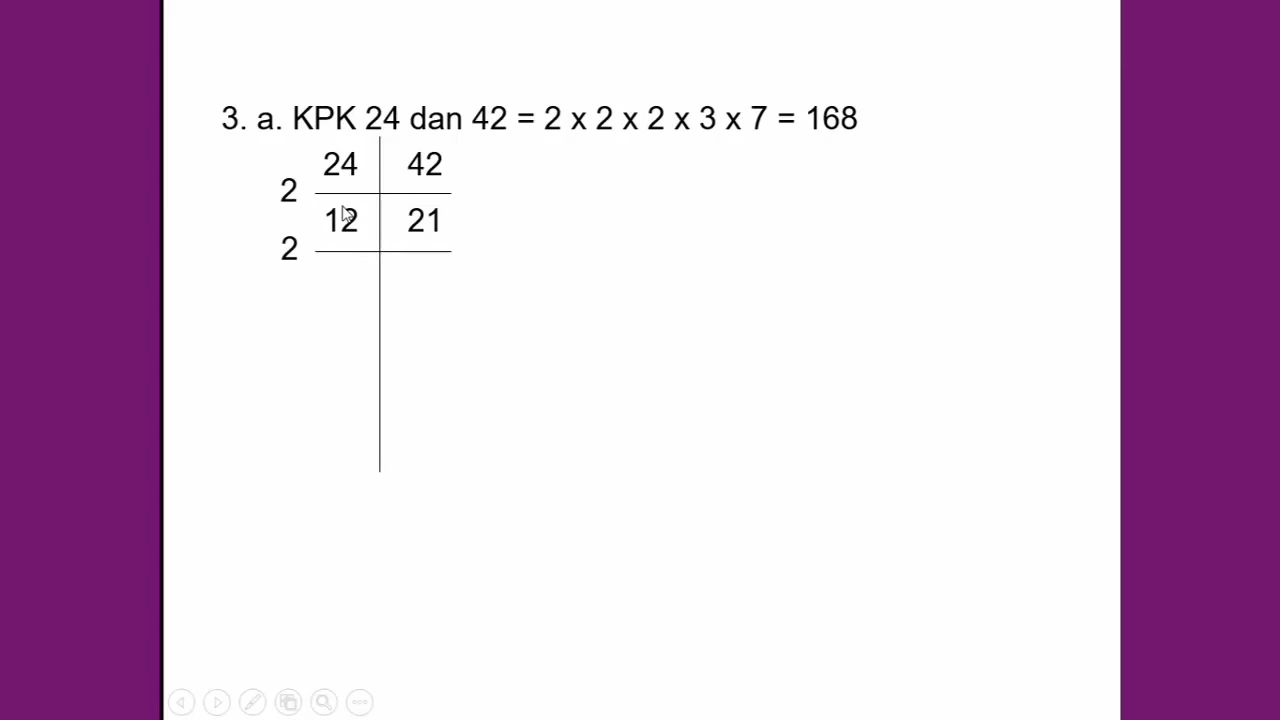 3. a. KPK 24 dan 42 = 2 x 2 x 2 x 3 x 7 = 168
24 42
2
12 21
2